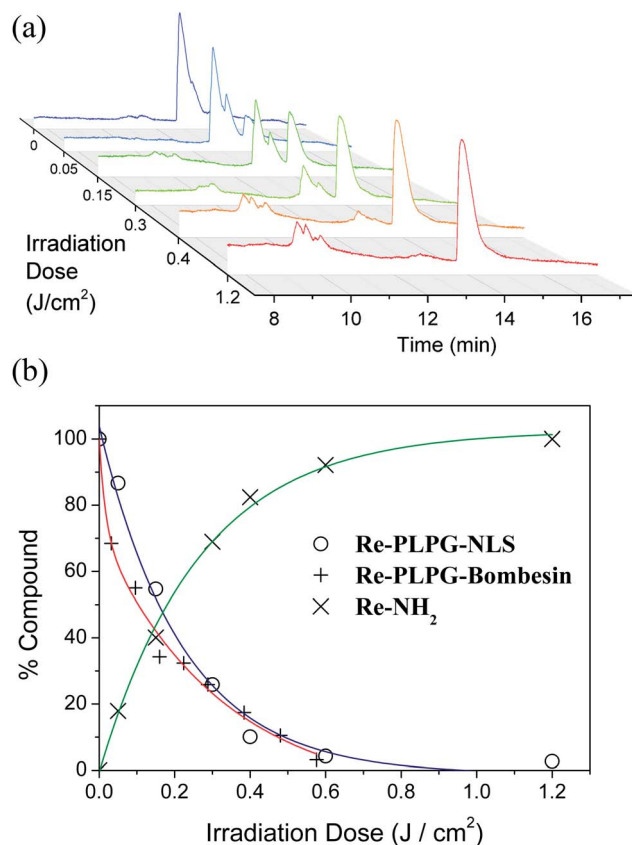 (a)
0
0.05
0.15
0.3
0.4
1.2
Irradiation
Dose
(J/cm²)
8 10 12 14 16
Time (min)
(b)
100
80
60
40
20
0
% Compound
Re-PLPG-NLS
Re-PLPG-Bombesin
Re-NH₂
0.0 0.2 0.4 0.6 0.8 1.0 1.2
Irradiation Dose (J / cm²)